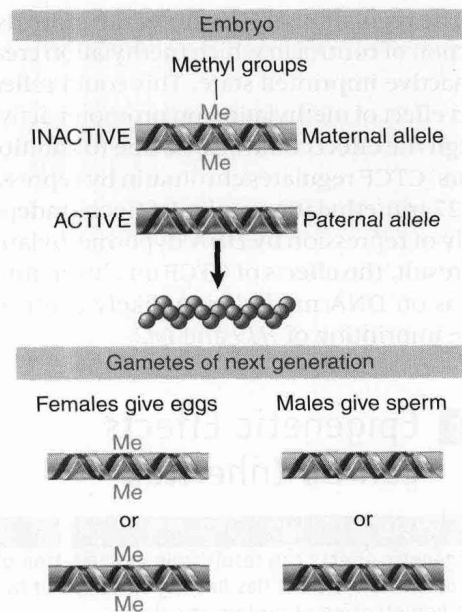 Embryo
Methyl groups
Me
INACTIVE Maternal allele
Me
ACTIVE Paternal allele
Gametes of next generation
Females give eggs Males give sperm
Me
Me
or or
Me
Me